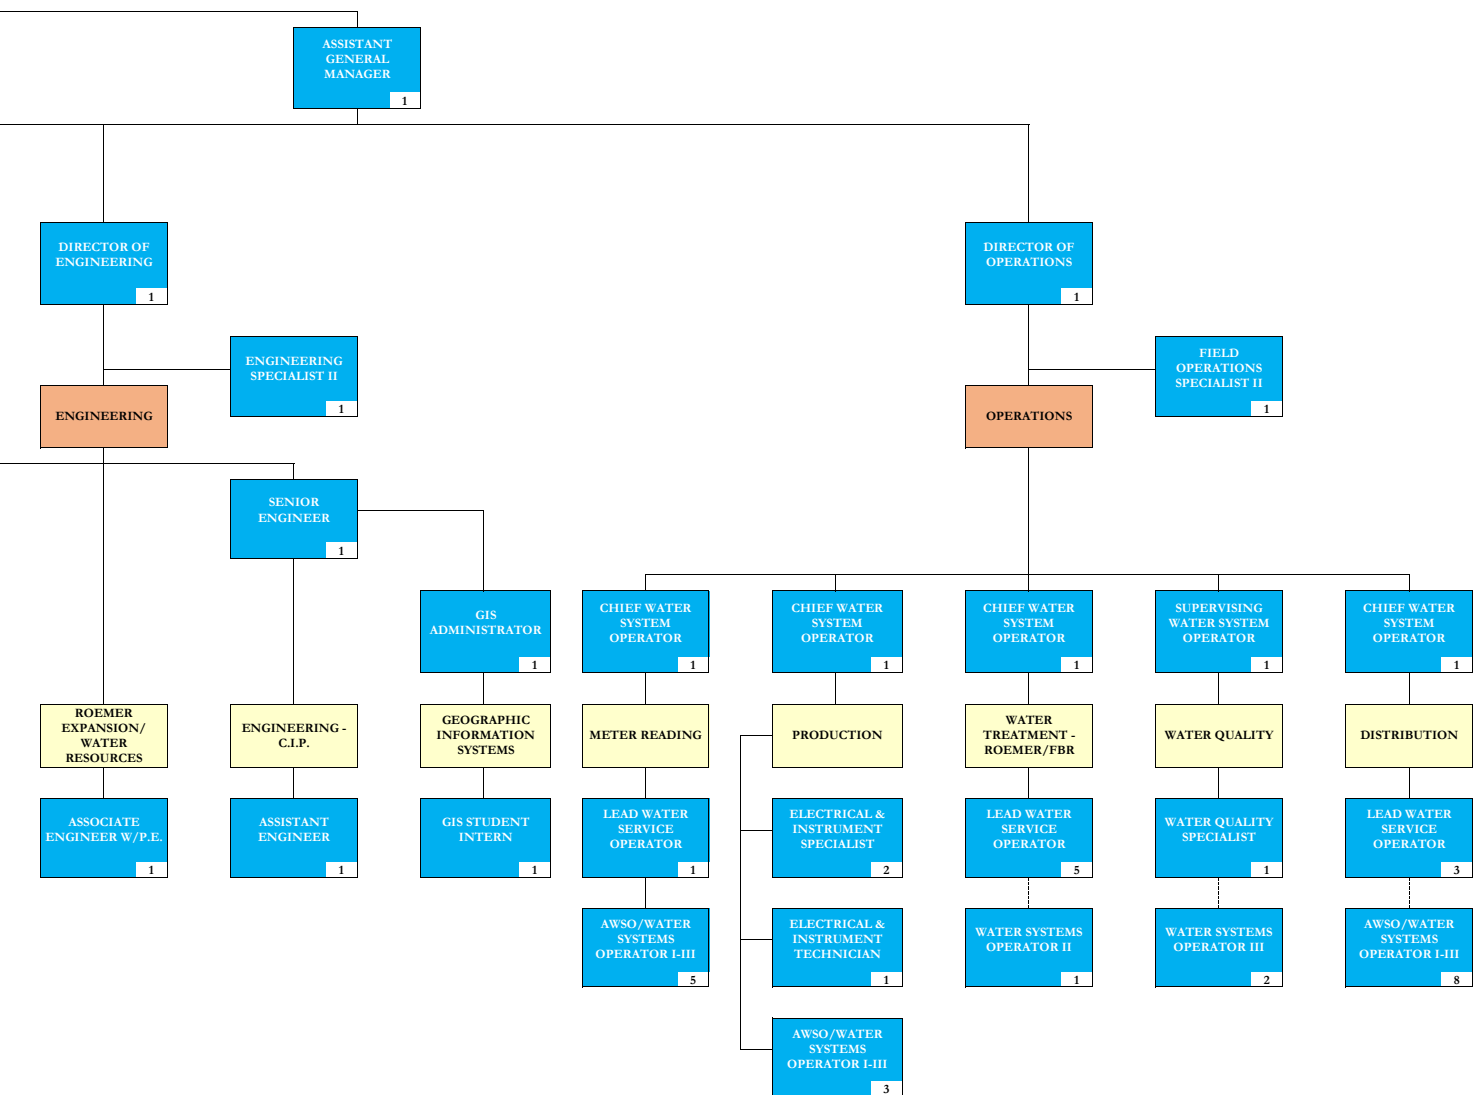 ASSISTANT
GENERAL
MANAGER
1
DIRECTOR OF
ENGINEERING
1
DIRECTOR OF
OPERATIONS
1
ENGINEERING
SPECIALIST II
1
FIELD
OPERATIONS
SPECIALIST II
1
ENGINEERING
OPERATIONS
SENIOR
ENGINEER
1
GIS
ADMINISTRATOR
1
CHIEF WATER
SYSTEM
OPERATOR
1
CHIEF WATER
SYSTEM
OPERATOR
1
CHIEF WATER
SYSTEM
OPERATOR
1
SUPERVISING
WATER SYSTEM
OPERATOR
1
CHIEF WATER
SYSTEM
OPERATOR
1
ROEMER
EXPANSION/
WATER
RESOURCES
ENGINEERING -
C.I.P.
GEOGRAPHIC
INFORMATION
SYSTEMS
METER READING
PRODUCTION
WATER
TREATMENT -
ROEMER/FBR
WATER QUALITY
DISTRIBUTION
ASSOCIATE
ENGINEER W/P.E.
1
ASSISTANT
ENGINEER
1
GIS STUDENT
INTERN
1
LEAD WATER
SERVICE
OPERATOR
1
ELECTRICAL &
INSTRUMENT
SPECIALIST
2
LEAD WATER
SERVICE
OPERATOR
5
WATER QUALITY
SPECIALIST
1
LEAD WATER
SERVICE
OPERATOR
3
AWSO/WATER
SYSTEMS
OPERATOR I-III
5
ELECTRICAL &
INSTRUMENT
TECHNICIAN
1
WATER SYSTEMS
OPERATOR II
1
WATER SYSTEMS
OPERATOR III
2
AWSO/WATER
SYSTEMS
OPERATOR I-III
8
AWSO/WATER
SYSTEMS
OPERATOR I-III
3